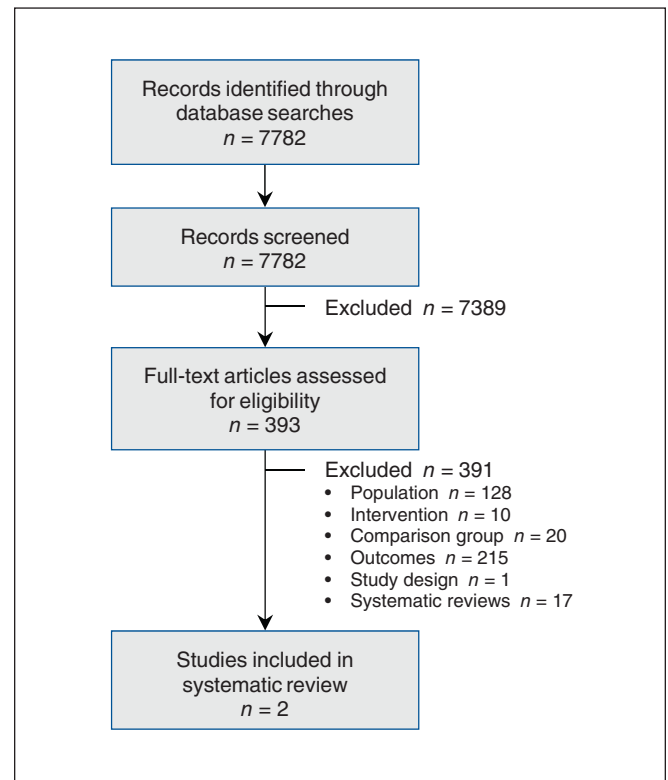 Records identified through
database searches
n = 7782
Records screened
n = 7782
Excluded n = 7389
Full-text articles assessed
for eligibility
n = 393
Excluded n = 391
• Population n = 128
• Intervention n = 10
• Comparison group n = 20
• Outcomes n = 215
• Study design n = 1
• Systematic reviews n = 17
Studies included in
systematic review
n = 2